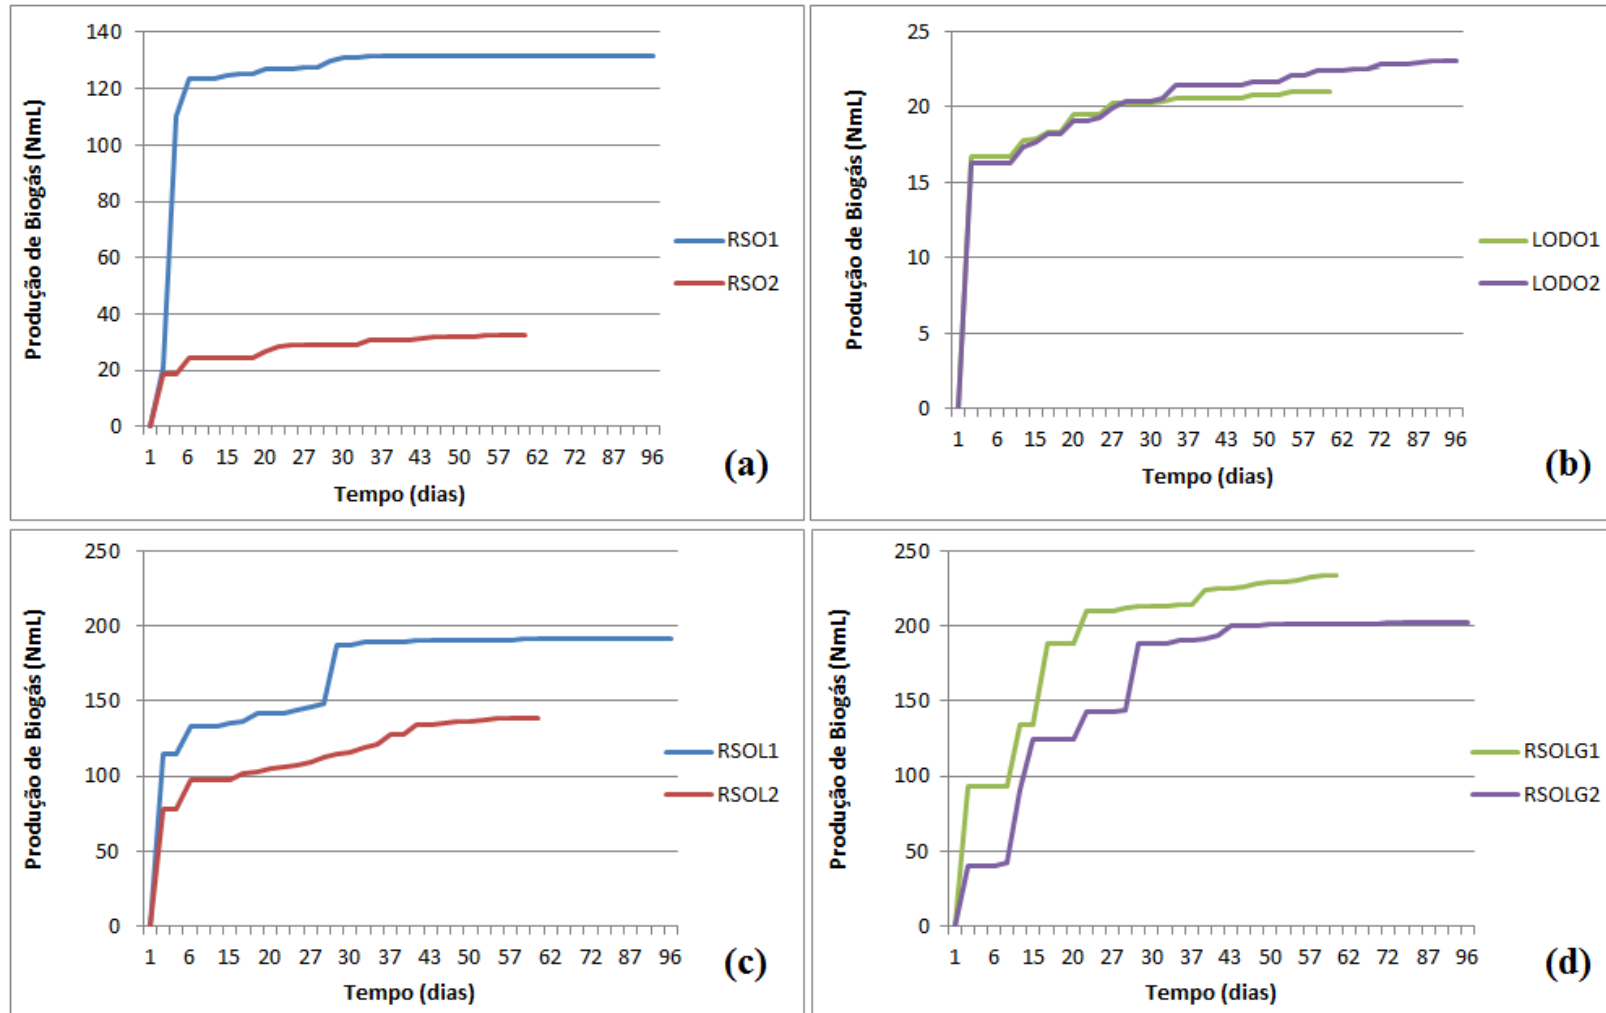 Produção de Biogás (NmL)
140
120
100
80
60
40
20
0
1 6 15 20 27 30 37 43 50 57 62 72 87 96
Tempo (dias)
RSO1
RSO2
(a)
Produção de Biogás (NmL)
25
20
15
10
5
0
1 6 15 20 27 30 37 43 50 57 61 72 87 96
Tempo (dias)
LODO1
LODO2
(b)
Produção de Biogás (NmL)
250
200
150
100
50
0
1 6 15 20 27 30 37 43 50 57 62 72 87 96
Tempo (dias)
RSOL1
RSOL2
(c)
Produção de Biogás (NmL)
250
200
150
100
50
0
1 6 15 20 27 30 37 43 50 57 62 72 87 96
Tempo (dias)
RSOLG1
RSOLG2
(d)